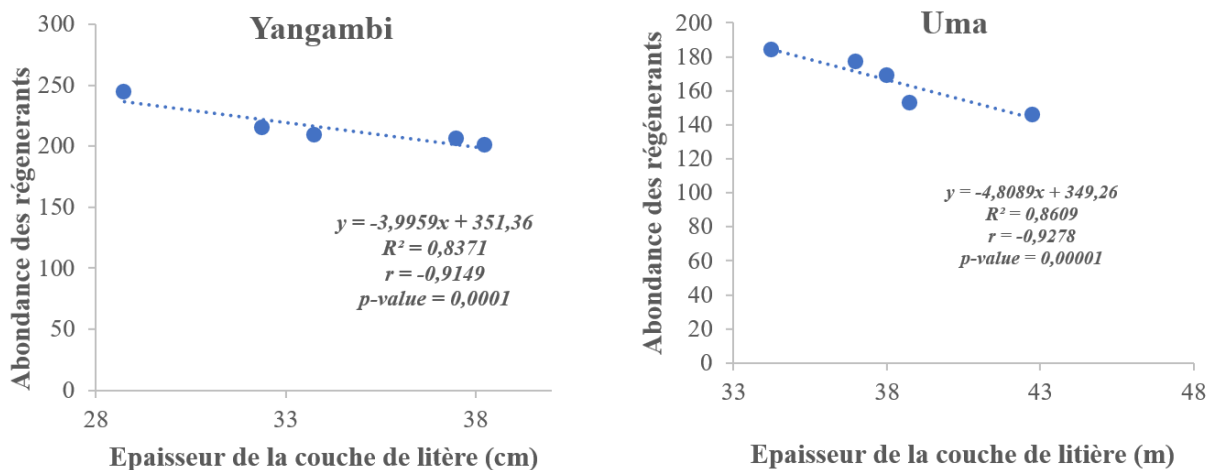 Yangambi
Abondance des régenerants
300
250
200
150
100
50
0
y = -3,9959x + 351,36
R² = 0,8371
r = -0,9149
p-value = 0,0001
28
33
38
Epaisseur de la couche de litère (cm)
Uma
Abondance des régénerants
200
180
160
140
120
100
80
60
40
20
0
y = -4,8089x + 349,26
R² = 0,8609
r = -0,9278
p-value = 0,00001
33
38
43
48
Epaisseur de la couche de litière (m)